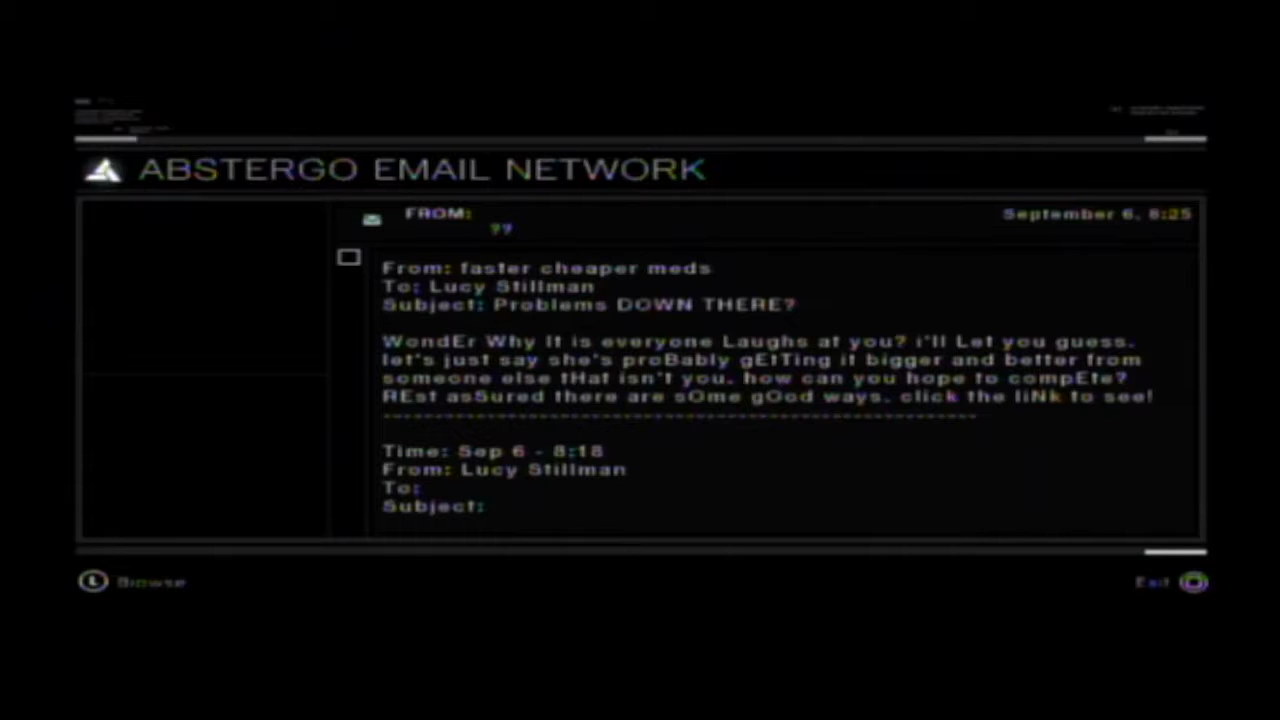 ABSTERGO EMAIL NETWORK
FROM:
??
September 6, 8:25
From: faster cheaper meds
To: Lucy Stillman
Subject: Problems DOWN THERE?
WondEr Why It is everyone Laughs at you? i'll Let you guess.
let's just say she's proBably gEtTing it bigger and better from
someone else tHat isn't you. how can you hope to compEte?
REst asSured there are sOme gOod ways. click the liNk to see!
Time: Sep 6 - 8:18
From: Lucy Stillman
To:
Subject:
L Browse
Exit